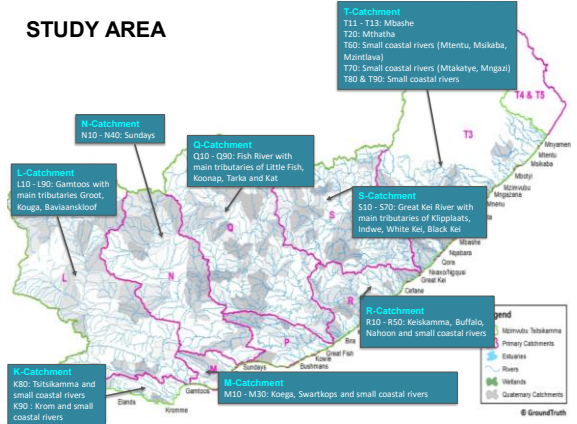 STUDY AREA
T-Catchment
T11 - T13: Mbashe
T20: Mthatha
T60: Small coastal rivers (Mtentu, Msikaba,
Mzintlava)
T70: Small coastal rivers (Mtakatye, Mngazi)
T80 & T90: Small coastal rivers
T4 & T5
N-Catchment
N10 - N40: Sundays
Q-Catchment
Q10 - Q90: Fish River with
main tributaries of Little Fish,
Koonap, Tarka and Kat
T3
Mnyameni
Mtentu
Msikaba
Mbotyi
Mzimvubu
Mngazana
Mnenu
L-Catchment
L10 - L90: Gamtoos with
main tributaries Groot,
Kouga, Baviaanskloof
S-Catchment
S10 - S70: Great Kei River with
main tributaries of Klipplaats,
Indwe, White Kei, Black Kei
S
Q
Mbashe
Nqabara
Qora
Nxaxo/Ngqusi
Great Kei
Cefane
L
N
R
R-Catchment
R10 - R50: Keiskamma, Buffalo,
Nahoon and small coastal rivers
P
Bira
Great Fish
Kowie
Bushmans
Sundays
M
Gamtoos
Kromme
Elands
K-Catchment
K80: Tsitsikamma and
small coastal rivers
K90 : Krom and small
coastal rivers
M-Catchment
M10 - M30: Koega, Swartkops and small coastal rivers
egend
Mzimvubu Tsitsikamma
Primary Catchments
Estuaries
Rivers
Wetlands
Quaternary Catchments
© GroundTruth